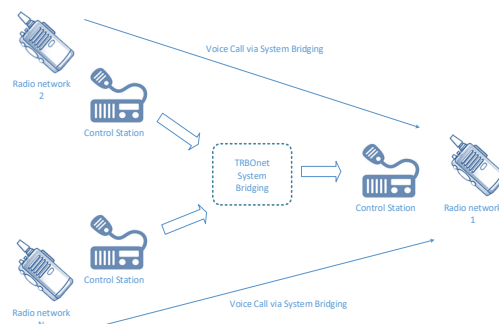 Voice Call via System Bridging
Radio network
2
Control Station
TRBOnet
System
Bridging
Control Station
Radio network
1
Control Station
Voice Call via System Bridging
Radio network
N